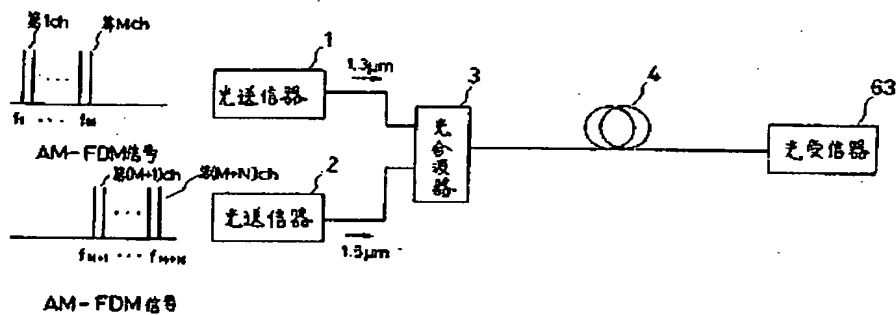 第1ch 第Mch
f1 ・・・ fM
AM-FDM信号
第(M+1)ch 第(M+N)ch
fM+1 ・・・ fM+N
AM-FDM信号
1
光送信器
1.3μm
2
光送信器
1.5μm
3
光合波器
4
63
光受信器